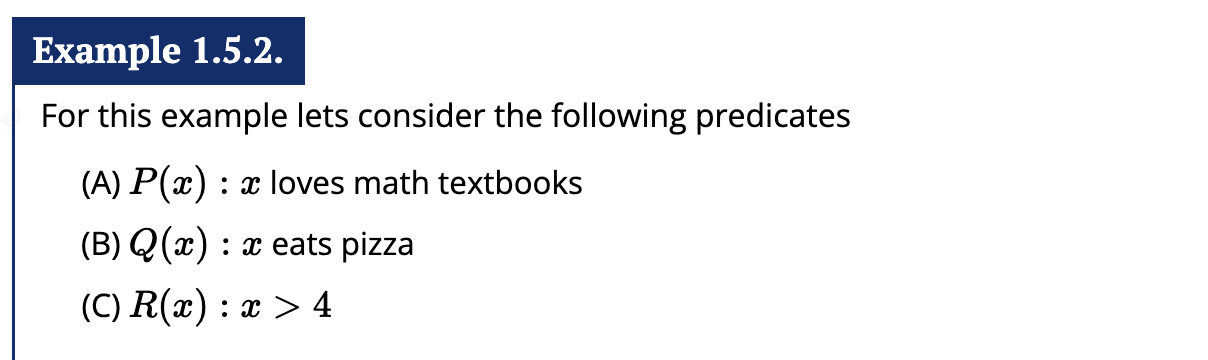 Example 1.5.2.
For this example lets consider the following predicates
(A) P(x) : x loves math textbooks
(B) Q(x) : x eats pizza
(C) R(x) : x > 4